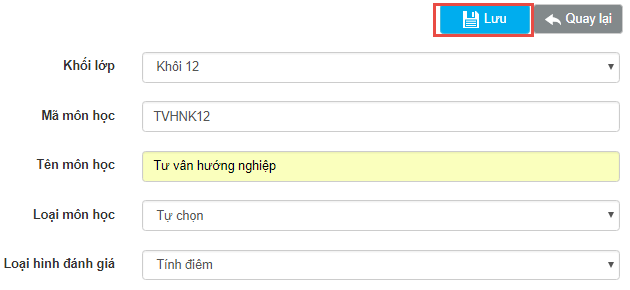 Lưu Quay lại
Khối lớp Khối 12
Mã môn học TVHNK12
Tên môn học Tư vấn hướng nghiệp
Loại môn học Tự chọn
Loại hình đánh giá Tính điểm